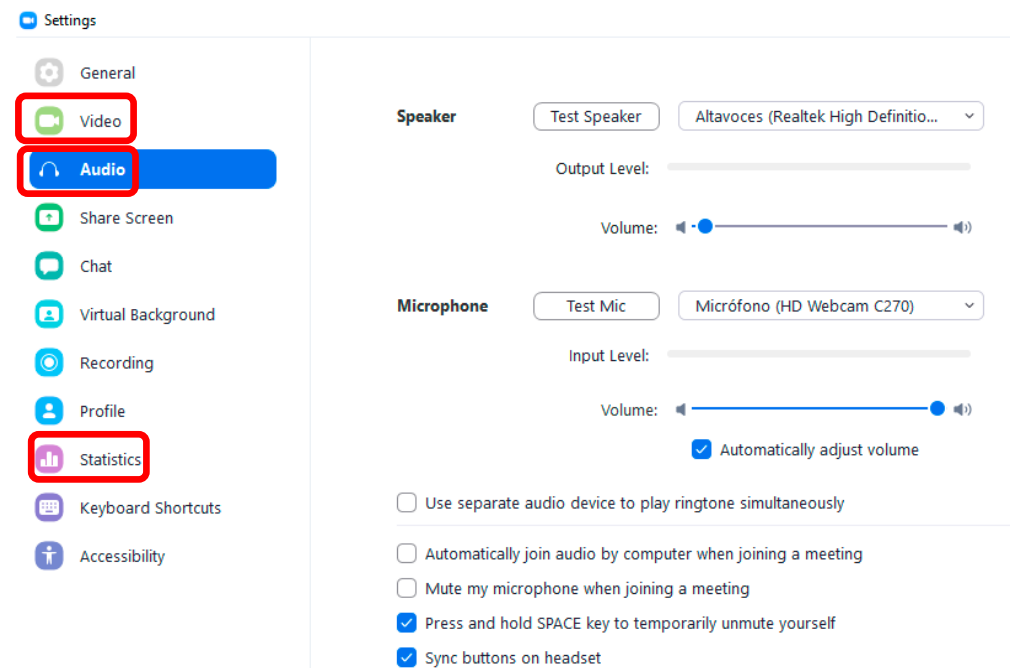 Settings
General
Video
Audio
Share Screen
Chat
Virtual Background
Recording
Profile
Statistics
Keyboard Shortcuts
Accessibility
Speaker Test Speaker Altavoces (Realtek High Definitio...
Output Level:
Volume:
Microphone Test Mic Micrófono (HD Webcam C270)
Input Level:
Volume:
Automatically adjust volume
Use separate audio device to play ringtone simultaneously
Automatically join audio by computer when joining a meeting
Mute my microphone when joining a meeting
Press and hold SPACE key to temporarily unmute yourself
Sync buttons on headset